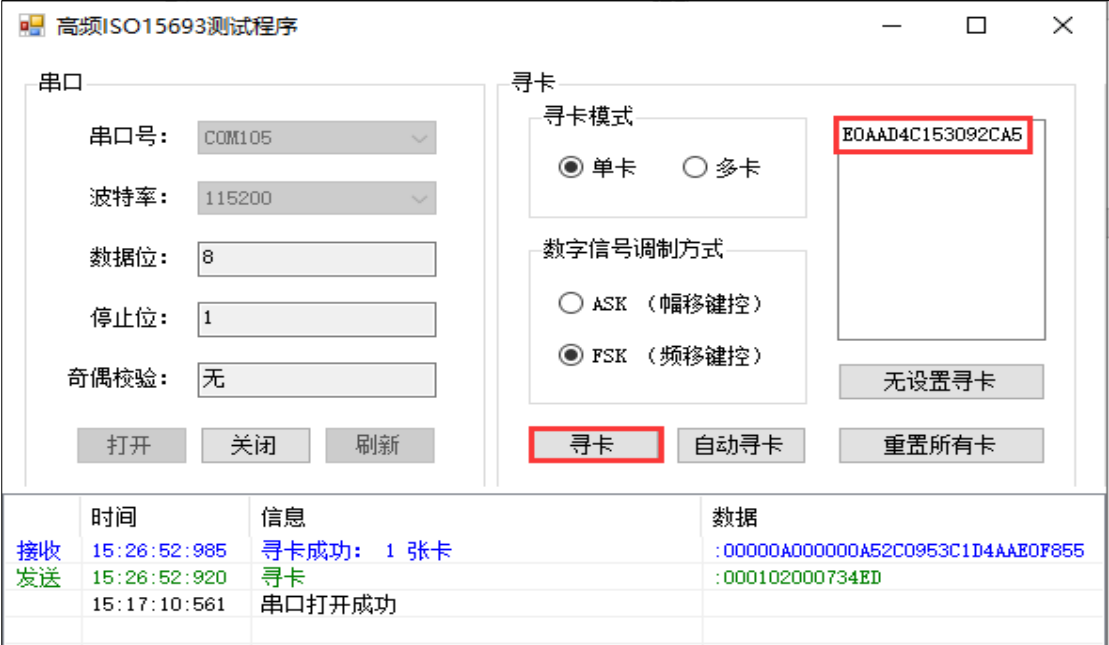 高频ISO15693测试程序
串口
串口号: COM105
波特率: 115200
数据位: 8
停止位: 1
奇偶校验: 无
打开 关闭 刷新
寻卡
寻卡模式
单卡 多卡
数字信号调制方式
ASK （幅移键控）
FSK （频移键控）
寻卡 自动寻卡
E0AAD4C153092CA5
无设置寻卡
重置所有卡
时间 信息 数据
接收 15:26:52:985 寻卡成功: 1 张卡 :00000A000000A52C0953C1D4AAE0F855
发送 15:26:52:920 寻卡 :000102000734ED
15:17:10:561 串口打开成功